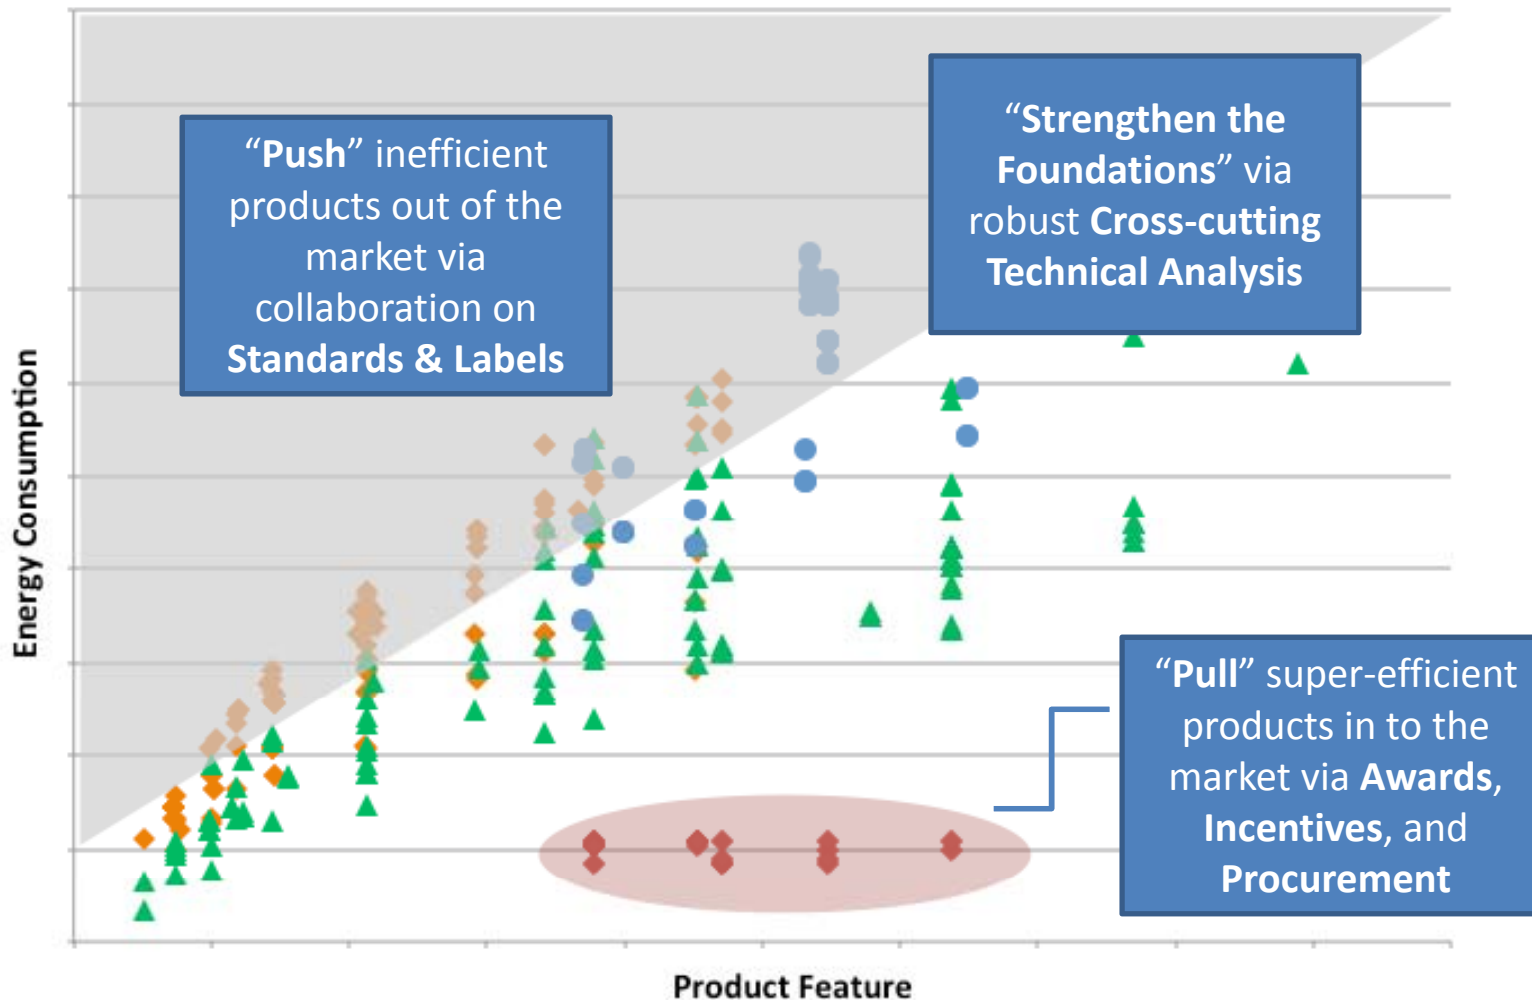 “Push” inefficient
products out of the
market via
collaboration on
Standards & Labels
“Strengthen the
Foundations” via
robust Cross-cutting
Technical Analysis
Energy Consumption
“Pull” super-efficient
products in to the
market via Awards,
Incentives, and
Procurement
Product Feature